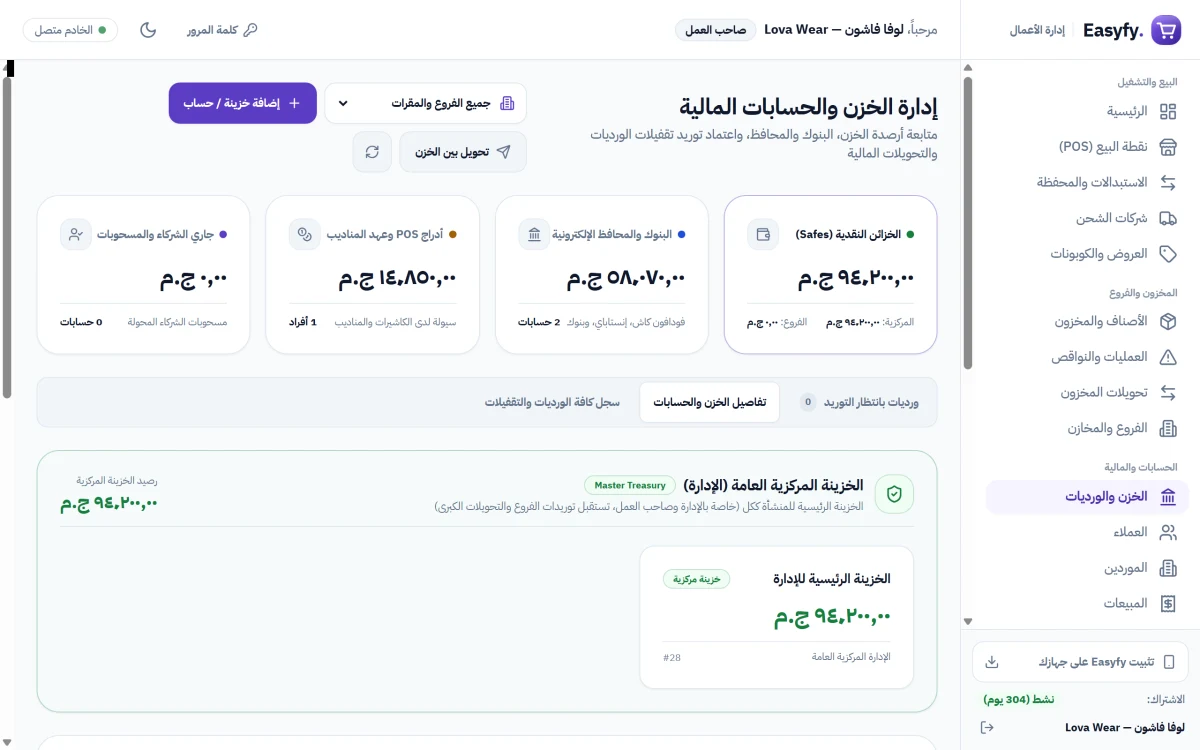 Easyfy.
إدارة الأعمال
مرحباً، لوفا فاشون — Lova Wear
صاحب العمل
كلمة المرور
الخادم متصل
البيع والتشغيل
الرئيسية
نقطة البيع (POS)
الاستبدالات والمحفظة
شركات الشحن
العروض والكوبونات
المخزون والفروع
الأصناف والمخزون
العمليات والنواقص
تحويلات المخزون
الفروع والمخازن
الحسابات والمالية
الخزن والورديات
العملاء
الموردين
المبيعات
تثبيت Easyfy على جهازك
الاشتراك:
نشط (304 يوم)
لوفا فاشون — Lova Wear
إدارة الخزن والحسابات المالية
متابعة أرصدة الخزن، البنوك والمحافظ، واعتماد توريد تقفيلات الورديات
والتحويلات المالية
جميع الفروع والمقرات
إضافة خزينة / حساب
تحويل بين الخزن
الخزائن النقدية (Safes)
٩٤,٢٠٠,٠٠ ج.م
المركزية: ٩٤,٢٠٠,٠٠ ج.م
الفروع: ٠,٠٠ ج.م
البنوك والمحافظ الإلكترونية
٥٨,٠٧٠,٠٠ ج.م
فودافون كاش، إنستاباي، وبنوك
2 حسابات
أدراج POS وعهد المناديب
١٤,٨٥٠,٠٠ ج.م
سيولة لدى الكاشيرات والمناديب
1 أفراد
جاري الشركاء والمسحوبات
٠,٠٠ ج.م
مسحوبات الشركاء المحولة
0 حسابات
ورديات بانتظار التوريد
0
تفاصيل الخزن والحسابات
سجل كافة الورديات والتقفيلات
الخزينة المركزية العامة (الإدارة)
Master Treasury
الخزينة الرئيسية للمنشأة ككل (خاصة بالإدارة وصاحب العمل، تستقبل توريدات الفروع والتحويلات الكبرى)
رصيد الخزينة المركزية
٩٤,٢٠٠,٠٠ ج.م
الخزينة الرئيسية للإدارة
خزينة مركزية
٩٤,٢٠٠,٠٠ ج.م
الإدارة المركزية العامة
#28